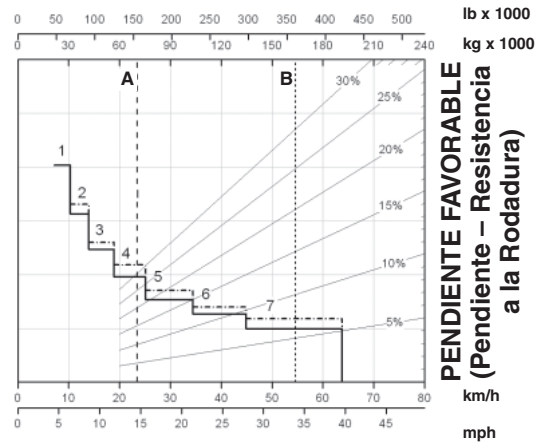 0 50 100 150 200 250 300 350 400 450 500 lb x 1000
0 30 60 90 120 150 180 210 240 kg x 1000
A
B
30%
25%
20%
15%
10%
5%
1
2
3
4
5
6
7
PENDIENTE FAVORABLE
(Pendiente – Resistencia
a la Rodadura)
0 10 20 30 40 50 60 70 80 km/h
0 5 10 15 20 25 30 35 40 45 mph